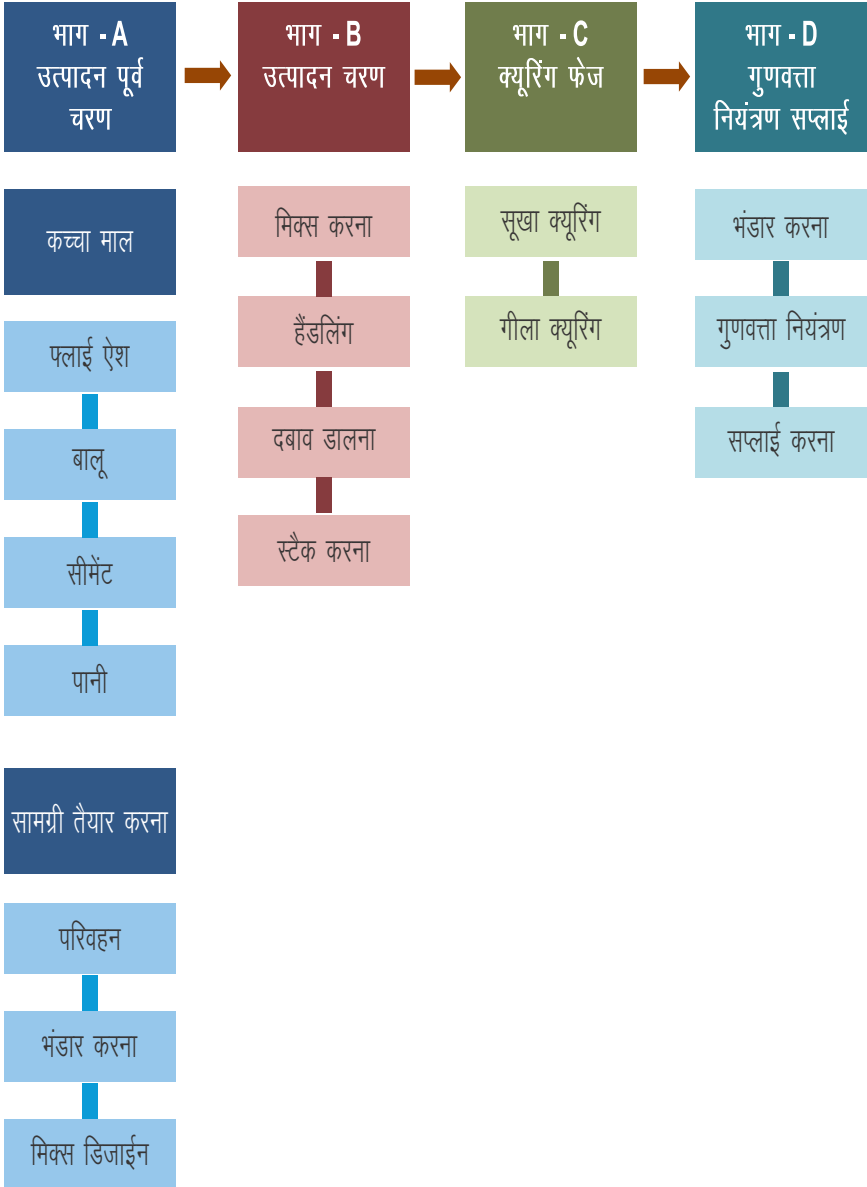 भाग - A
उत्पादन पूर्व
चरण
कच्चा माल
फ्लाई ऐश
बालू
सीमेंट
पानी
सामग्री तैयार करना
परिवहन
भंडार करना
मिक्स डिजाईन
भाग - B
उत्पादन चरण
मिक्स करना
हैंडलिंग
दबाव डालना
स्टैक करना
भाग - C
क्यूरिंग फेज
सूखा क्यूरिंग
गीला क्यूरिंग
भाग - D
गुणवत्ता
नियंत्रण सप्लाई
भंडार करना
गुणवत्ता नियंत्रण
सप्लाई करना